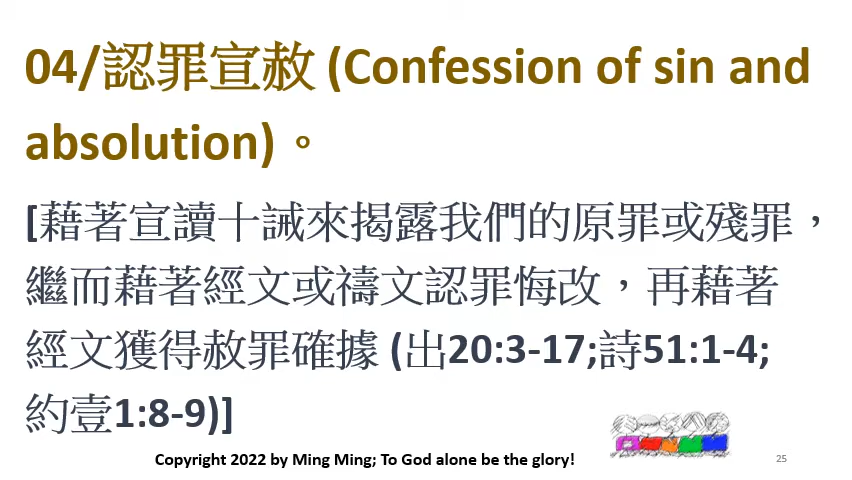 04/認罪宣赦 (Confession of sin and
absolution)。
[藉著宣讀十誡來揭露我們的原罪或殘罪，
繼而藉著經文或禱文認罪悔改，再藉著
經文獲得赦罪確據 (出20:3-17;詩51:1-4;
約壹1:8-9)]
Copyright 2022 by Ming Ming; To God alone be the glory!
25